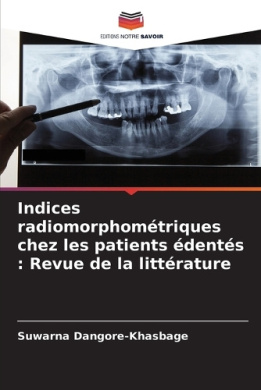 EDITIONS NOTRE SAVOIR
Indices
radiomorphométriques
chez les patients édentés
: Revue de la littérature
Suwarna Dangore-Khasbage